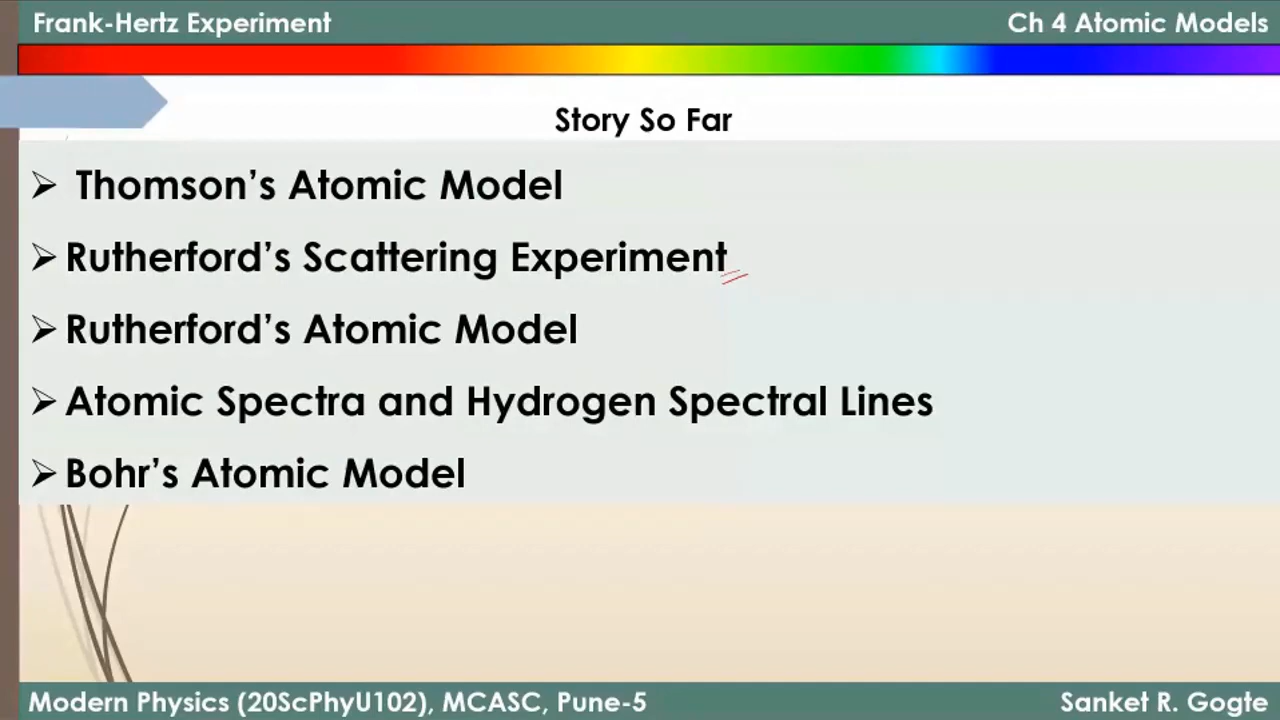 Frank-Hertz Experiment
Ch 4 Atomic Models
Story So Far
➢ Thomson’s Atomic Model
➢ Rutherford’s Scattering Experiment
➢ Rutherford’s Atomic Model
➢ Atomic Spectra and Hydrogen Spectral Lines
➢ Bohr’s Atomic Model
Modern Physics (20ScPhyU102), MCASC, Pune-5
Sanket R. Gogte